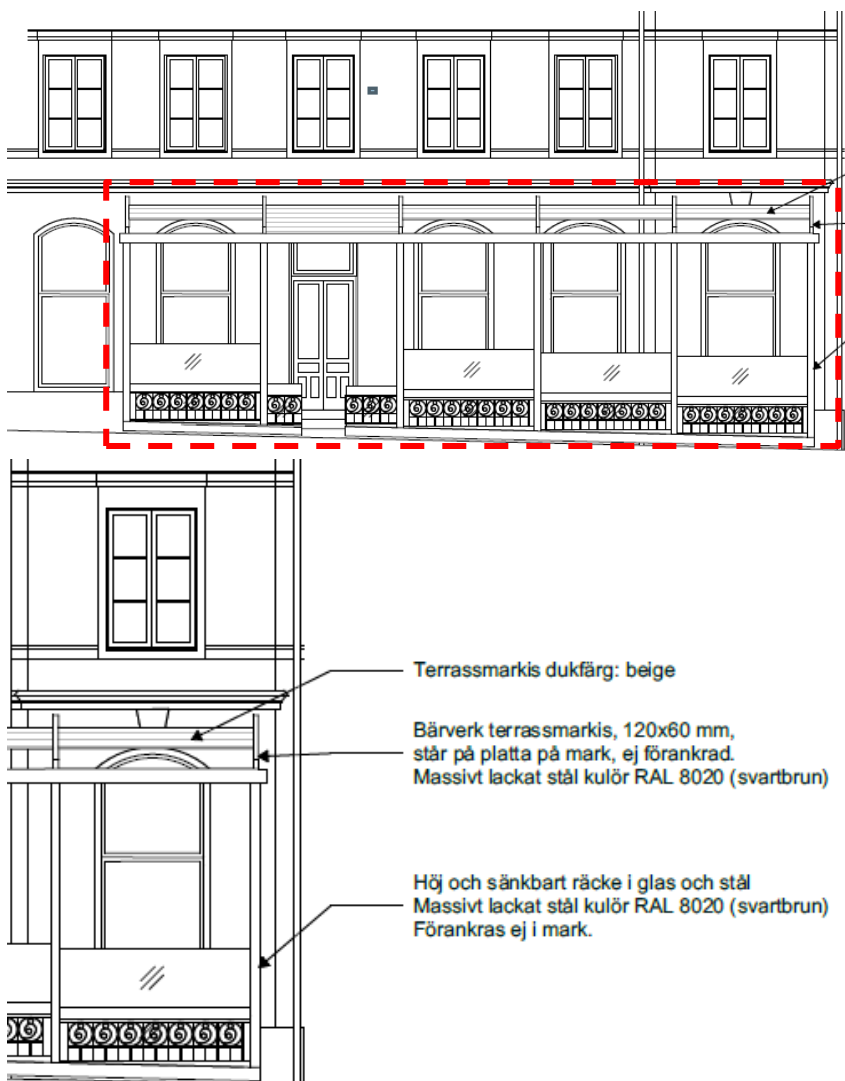 Terrassmarkis dukfärg: beige
Bärverk terrassmarkis, 120x60 mm,
står på platta på mark, ej förankrad.
Massivt lackat stål kulör RAL 8020 (svartbrun)
Höj och sänkbart räcke i glas och stål
Massivt lackat stål kulör RAL 8020 (svartbrun)
Förankras ej i mark.